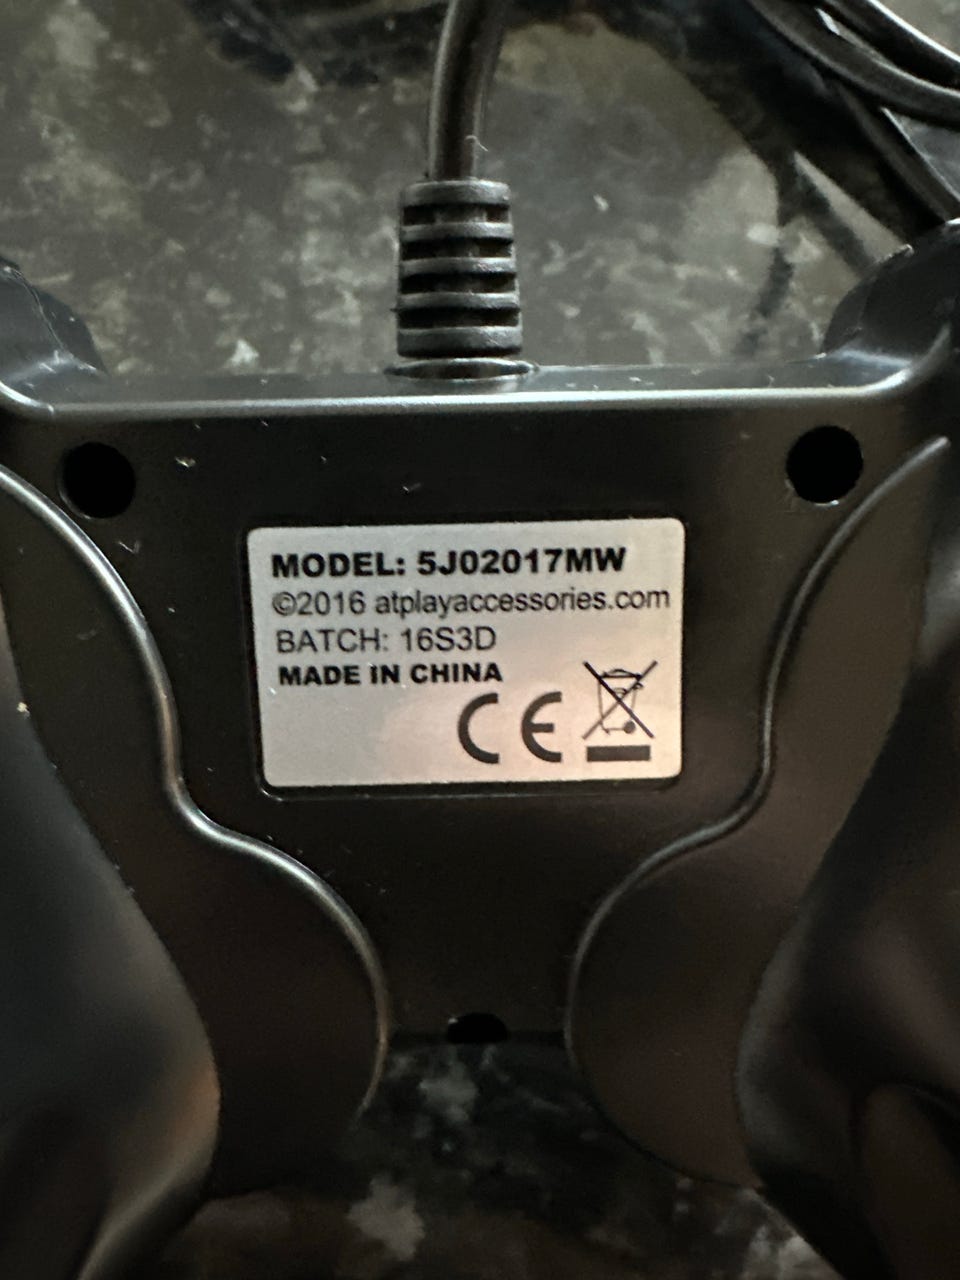 MODEL: 5J02017MW
©2016 atplayaccessories.com
BATCH: 16S3D
MADE IN CHINA
CE